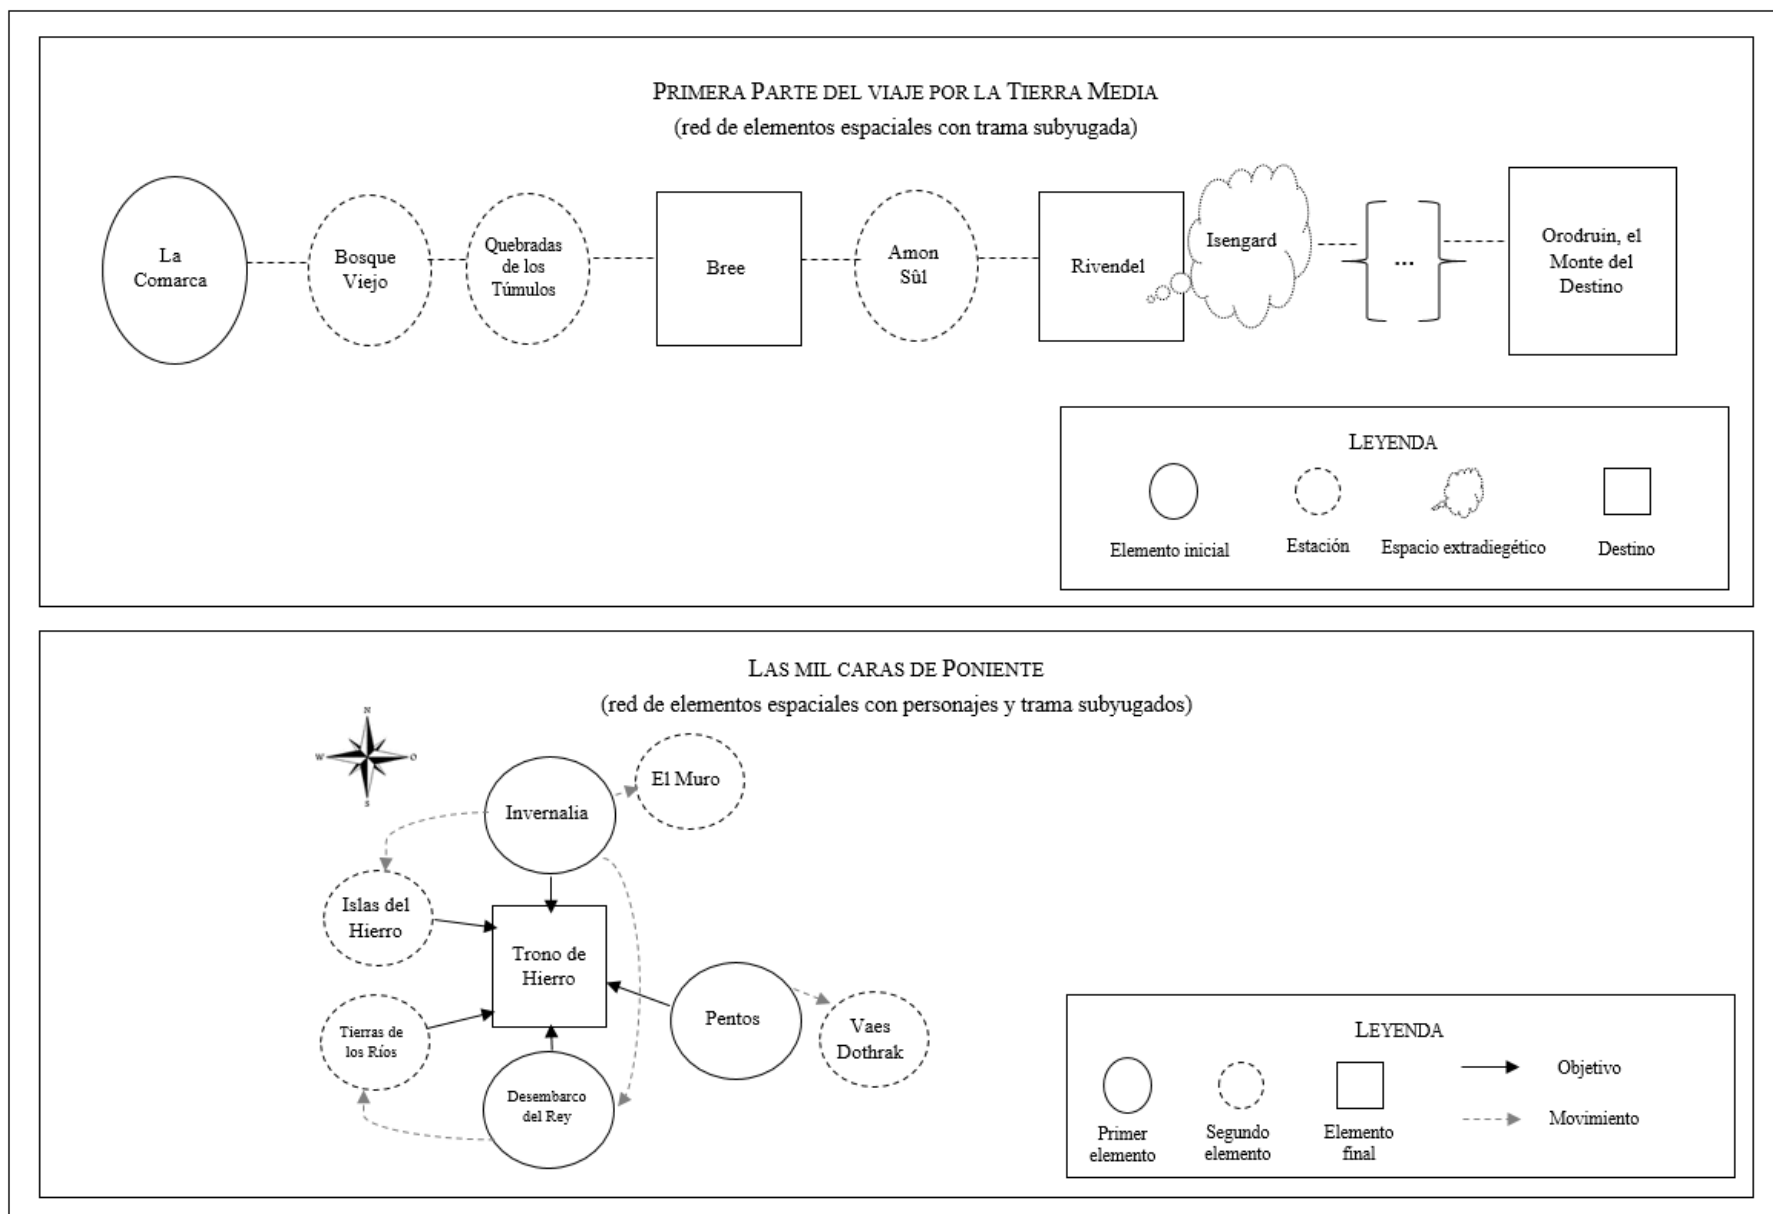 PRIMERA PARTE DEL VIAJE POR LA TIERRA MEDIA
(red de elementos espaciales con trama subyugada)
La
Comarca
Bosque
Viejo
Quebradas
de los
Túmulos
Bree
Amon
Sûl
Rivendel
Isengard
...
Orodruin, el
Monte del
Destino
LEYENDA
Elemento inicial
Estación
Espacio extradiegético
Destino
LAS MIL CARAS DE PONIENTE
(red de elementos espaciales con personajes y trama subyugados)
N
W
O
S
Invernalia
El Muro
Islas del
Hierro
Trono de
Hierro
Tierras de
los Ríos
Pentos
Vaes
Dothrak
Desembarco
del Rey
LEYENDA
Primer
elemento
Segundo
elemento
Elemento
final
Objetivo
Movimiento